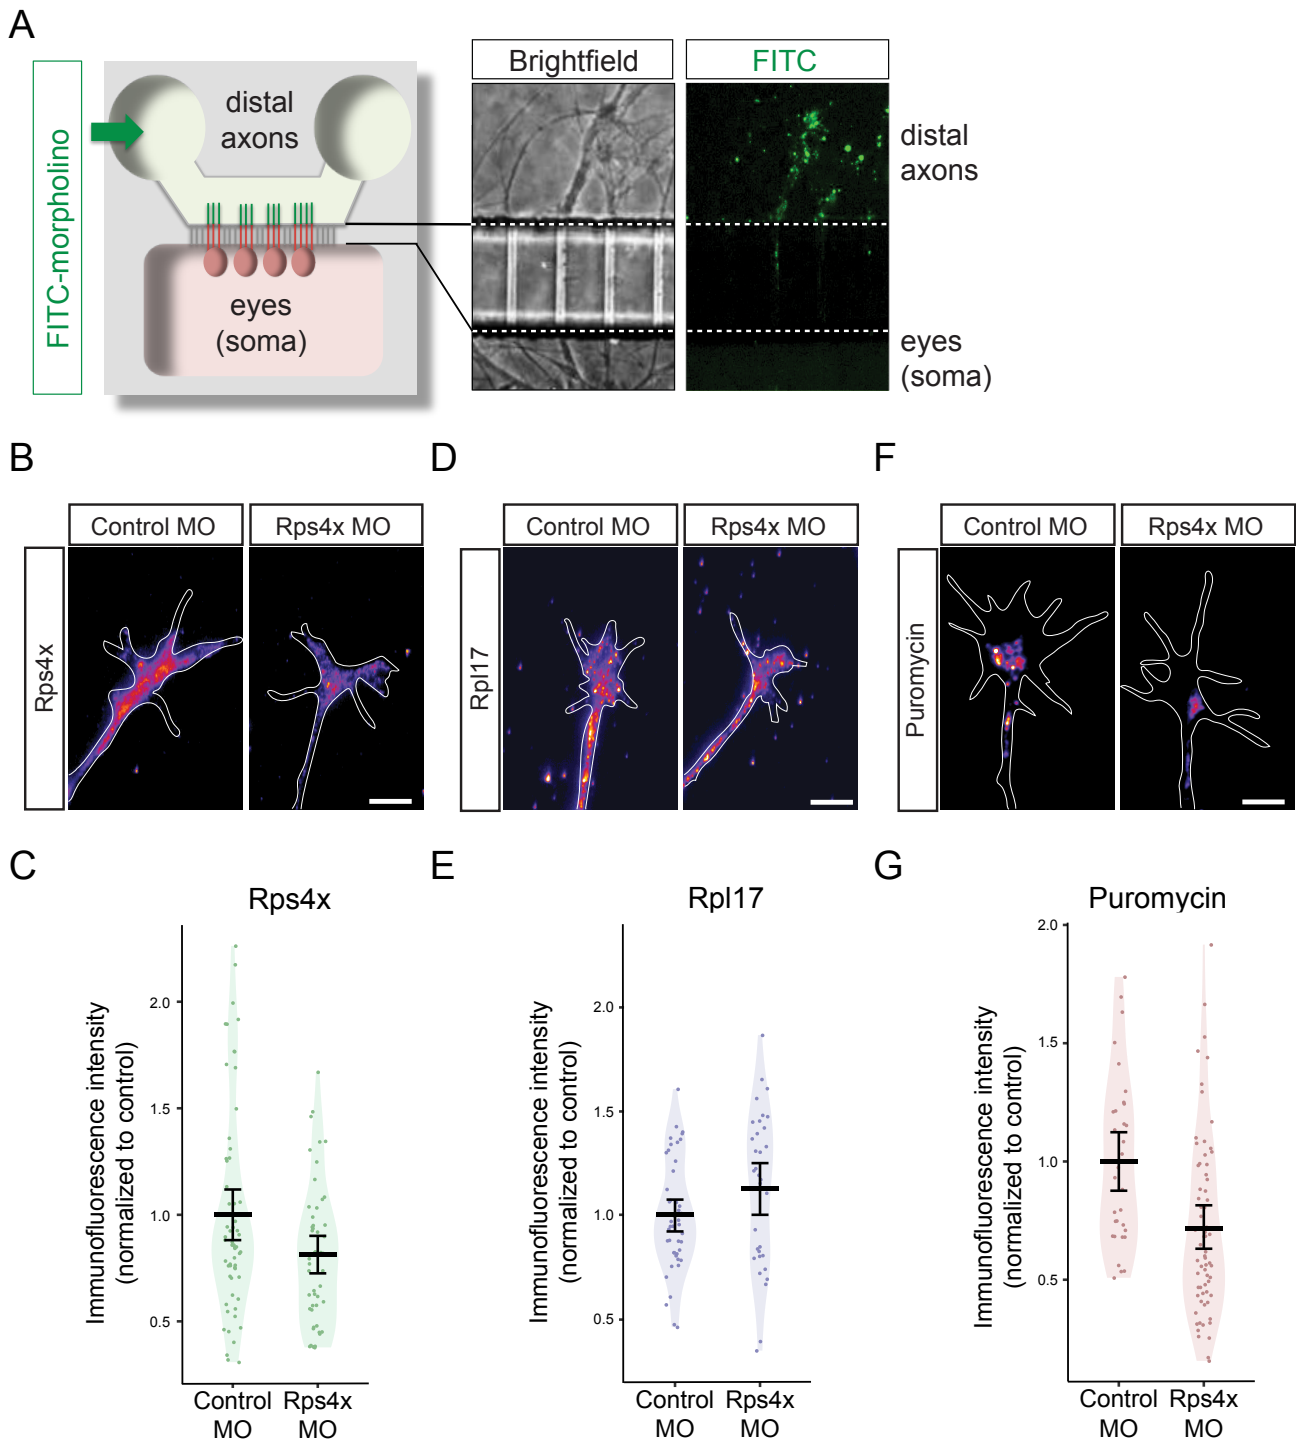 A
FITC-morpholino
distal
axons
eyes
(soma)
Brightfield
FITC
distal
axons
eyes
(soma)
B
Control MO
Rps4x MO
Rps4x
D
Control MO
Rps4x MO
Rpl17
F
Control MO
Rps4x MO
Puromycin
C
Rps4x
Immunofluorescence intensity
(normalized to control)
2.0
1.5
1.0
0.5
Control
MO
Rps4x
MO
E
Rpl17
Immunofluorescence intensity
(normalized to control)
2.0
1.5
1.0
0.5
Control
MO
Rps4x
MO
G
Puromycin
Immunofluorescence intensity
(normalized to control)
2.0
1.5
1.0
0.5
Control
MO
Rps4x
MO